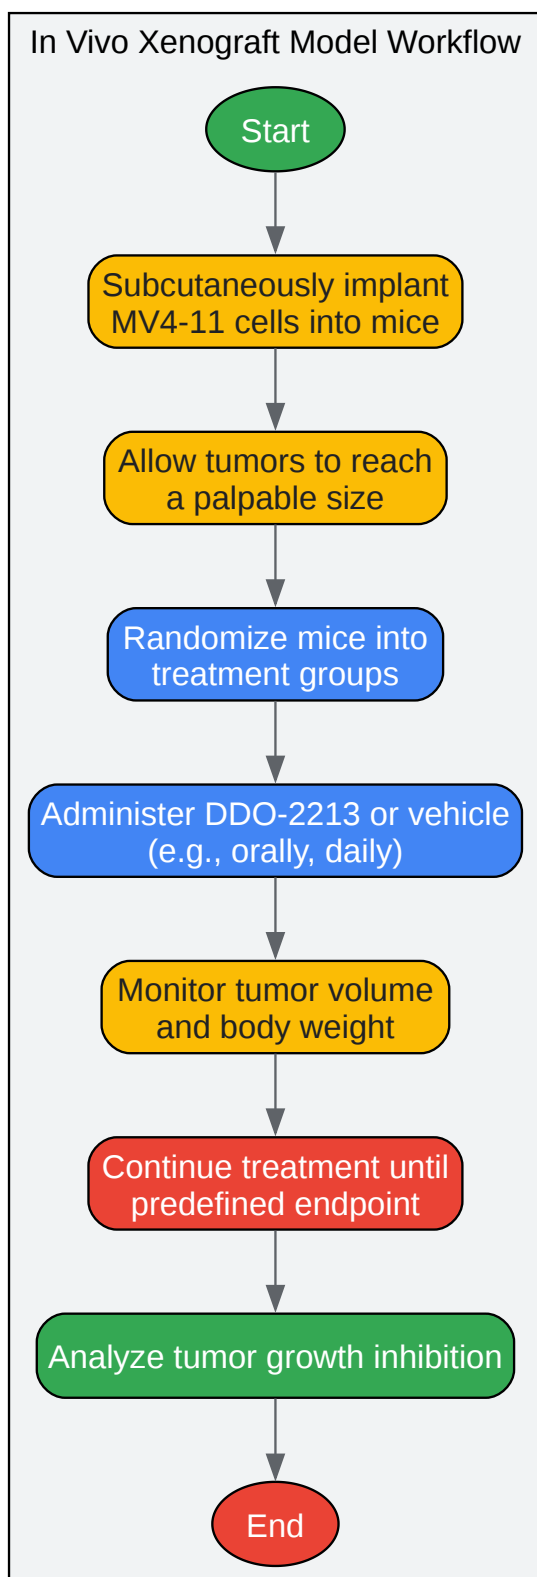 In Vivo Xenograft Model Workflow
Start
Subcutaneously implant
MV4-11 cells into mice
Allow tumors to reach
a palpable size
Randomize mice into
treatment groups
Administer DDO-2213 or vehicle
(e.g., orally, daily)
Monitor tumor volume
and body weight
Continue treatment until
predefined endpoint
Analyze tumor growth inhibition
End